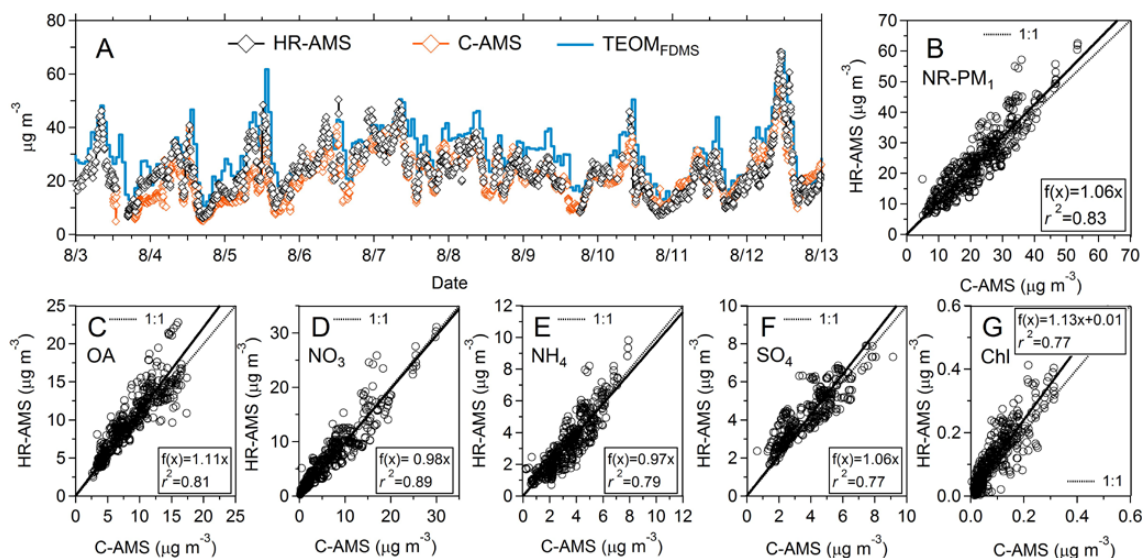 A
HR-AMS
C-AMS
TEOM_FDMS
µg m⁻³
80
60
40
20
0
8/3
8/4
8/5
8/6
8/7
8/8
8/9
8/10
8/11
8/12
8/13
Date
B
1:1
NR-PM₁
HR-AMS (µg m⁻³)
70
60
50
40
30
20
10
0
f(x)=1.06x
r²=0.83
0 10 20 30 40 50 60 70
C-AMS (µg m⁻³)
C
1:1
OA
HR-AMS (µg m⁻³)
25
20
15
10
5
0
f(x)=1.11x
r²=0.81
0 5 10 15 20 25
C-AMS (µg m⁻³)
D
1:1
NO₃
HR-AMS (µg m⁻³)
30
20
10
0
f(x)= 0.98x
r²=0.89
0 10 20 30
C-AMS (µg m⁻³)
E
1:1
NH₄
HR-AMS (µg m⁻³)
12
10
8
6
4
2
0
f(x)=0.97x
r²=0.79
0 2 4 6 8 10 12
C-AMS (µg m⁻³)
F
1:1
SO₄
HR-AMS (µg m⁻³)
10
8
6
4
2
0
f(x)=1.06x
r²=0.77
0 2 4 6 8 10
C-AMS (µg m⁻³)
G
f(x)=1.13x+0.01
r²=0.77
Chl
HR-AMS (µg m⁻³)
0.6
0.4
0.2
0.0
1:1
0.0 0.2 0.4 0.6
C-AMS (µg m⁻³)